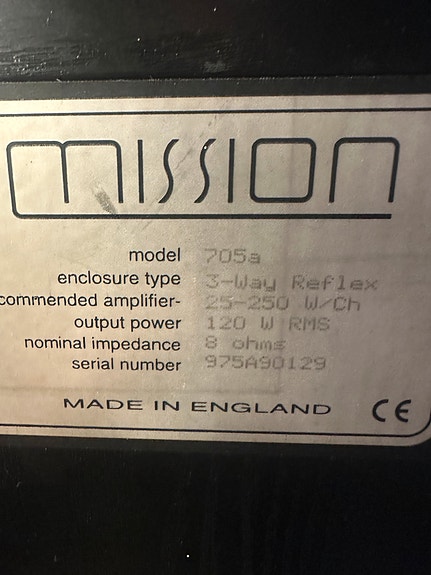 mission
model 705a
enclosure type 3-Way Reflex
commended amplifier- 25-250 W/Ch
output power 120 W RMS
nominal impedance 8 ohms
serial number 975A90129
MADE IN ENGLAND CE